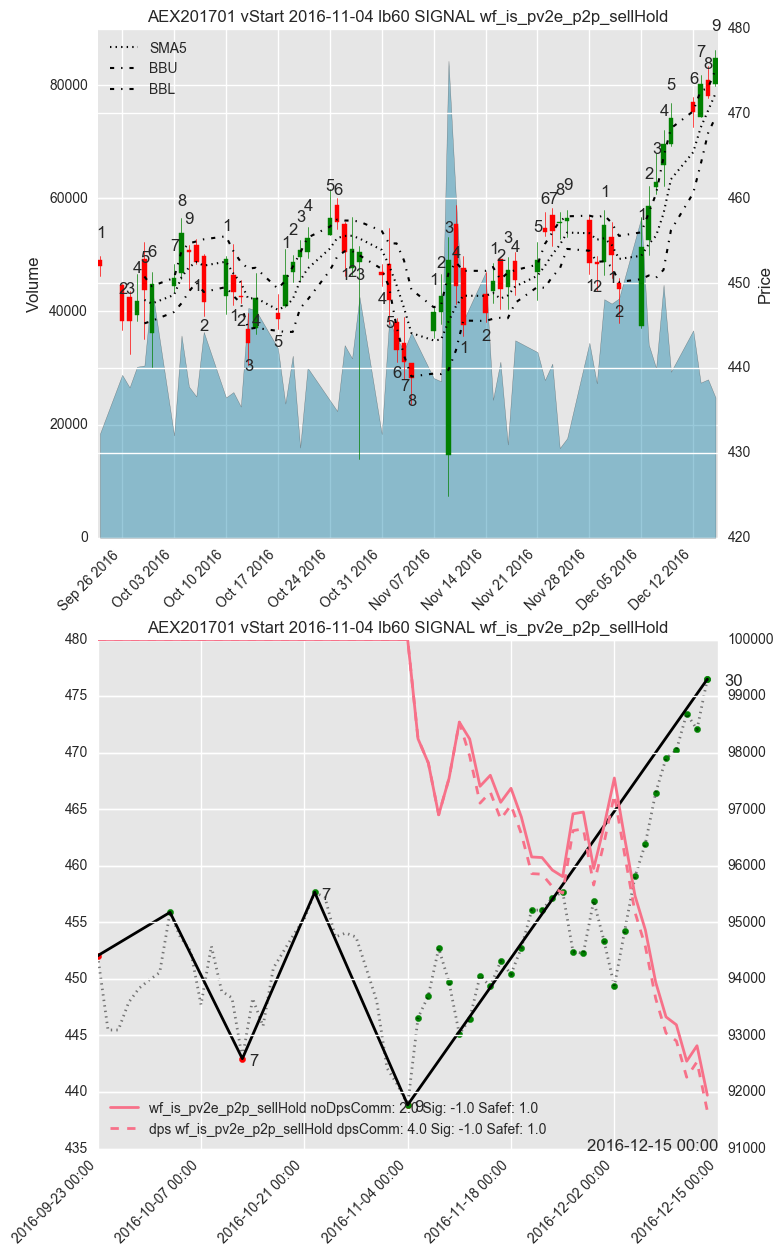 AEX201701 vStart 2016-11-04 lb60 SIGNAL wf_is_pv2e_p2p_sellHold
SMA5
BBU
BBL
Volume
Price
80000
60000
40000
20000
0
480
470
460
450
440
430
420
Sep 26 2016
Oct 03 2016
Oct 10 2016
Oct 17 2016
Oct 24 2016
Oct 31 2016
Nov 07 2016
Nov 14 2016
Nov 21 2016
Nov 28 2016
Dec 05 2016
Dec 12 2016
AEX201701 vStart 2016-11-04 lb60 SIGNAL wf_is_pv2e_p2p_sellHold
480
475
470
465
460
455
450
445
440
435
100000
99000
98000
97000
96000
95000
94000
93000
92000
91000
7
7
9
30
wf_is_pv2e_p2p_sellHold noDpsComm: 2.0 Sig: -1.0 Safef: 1.0
dps wf_is_pv2e_p2p_sellHold dpsComm: 4.0 Sig: -1.0 Safef: 1.0
2016-12-15 00:00
2016-09-23 00:00
2016-10-07 00:00
2016-10-21 00:00
2016-11-04 00:00
2016-11-18 00:00
2016-12-02 00:00
2016-12-15 00:00